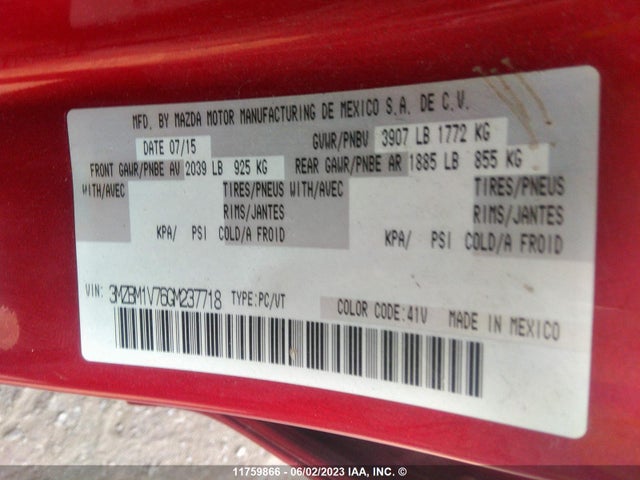 MFD. BY MAZDA MOTOR MANUFACTURING DE MEXICO S.A. DE C.V.
DATE 07/15 GVWR/PNBV 3907 LB 1772 KG
FRONT GAWR/PNBE AV 2039 LB 925 KG REAR GAWR/PNBE AR 1885 LB 855 KG
WITH/AVEC TIRES/PNEUS WITH/AVEC TIRES/PNEUS
RIMS/JANTES RIMS/JANTES
KPA/ PSI COLD/A FROID KPA/ PSI COLD/A FROID
VIN: 3MZBM1V76GM237718 TYPE:PC/VT COLOR CODE:41V MADE IN MEXICO
11759866 - 06/02/2023 IAA, INC. ©